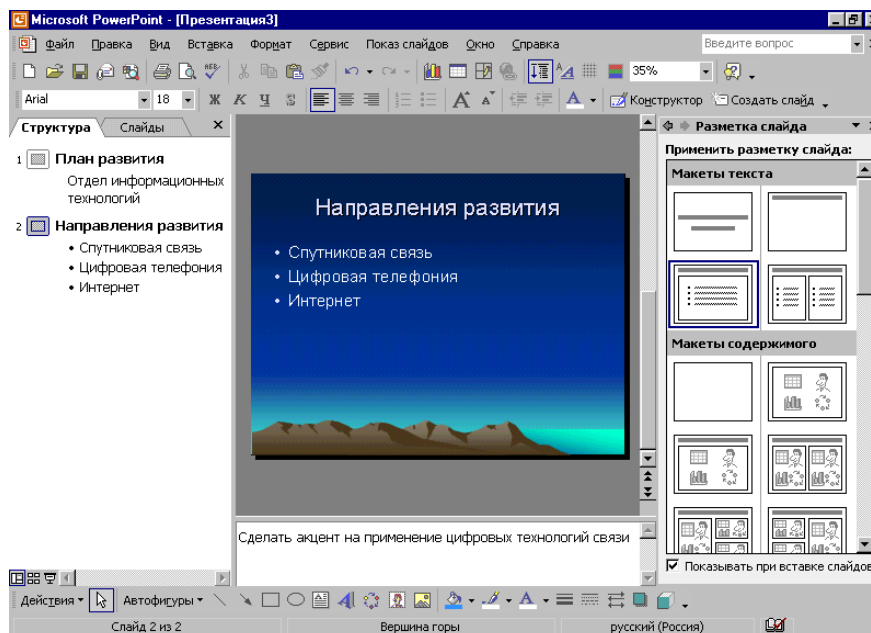 Microsoft PowerPoint - [Презентация3]
Файл Правка Вид Вставка Формат Сервис Показ слайдов Окно Справка Введите вопрос
35%
Arial 18 Ж К Ч S A A A Конструктор Создать слайд
Структура Слайды Разметка слайда
Применить разметку слайда:
Макеты текста
1 План развития
Отдел информационных
технологий
2 Направления развития
• Спутниковая связь
• Цифровая телефония
• Интернет
Направления развития
• Спутниковая связь
• Цифровая телефония
• Интернет
Макеты содержимого
Сделать акцент на применение цифровых технологий связи
Показывать при вставке слайдов
Действия Автофигуры
Слайд 2 из 2 Вершина горы русский (Россия)